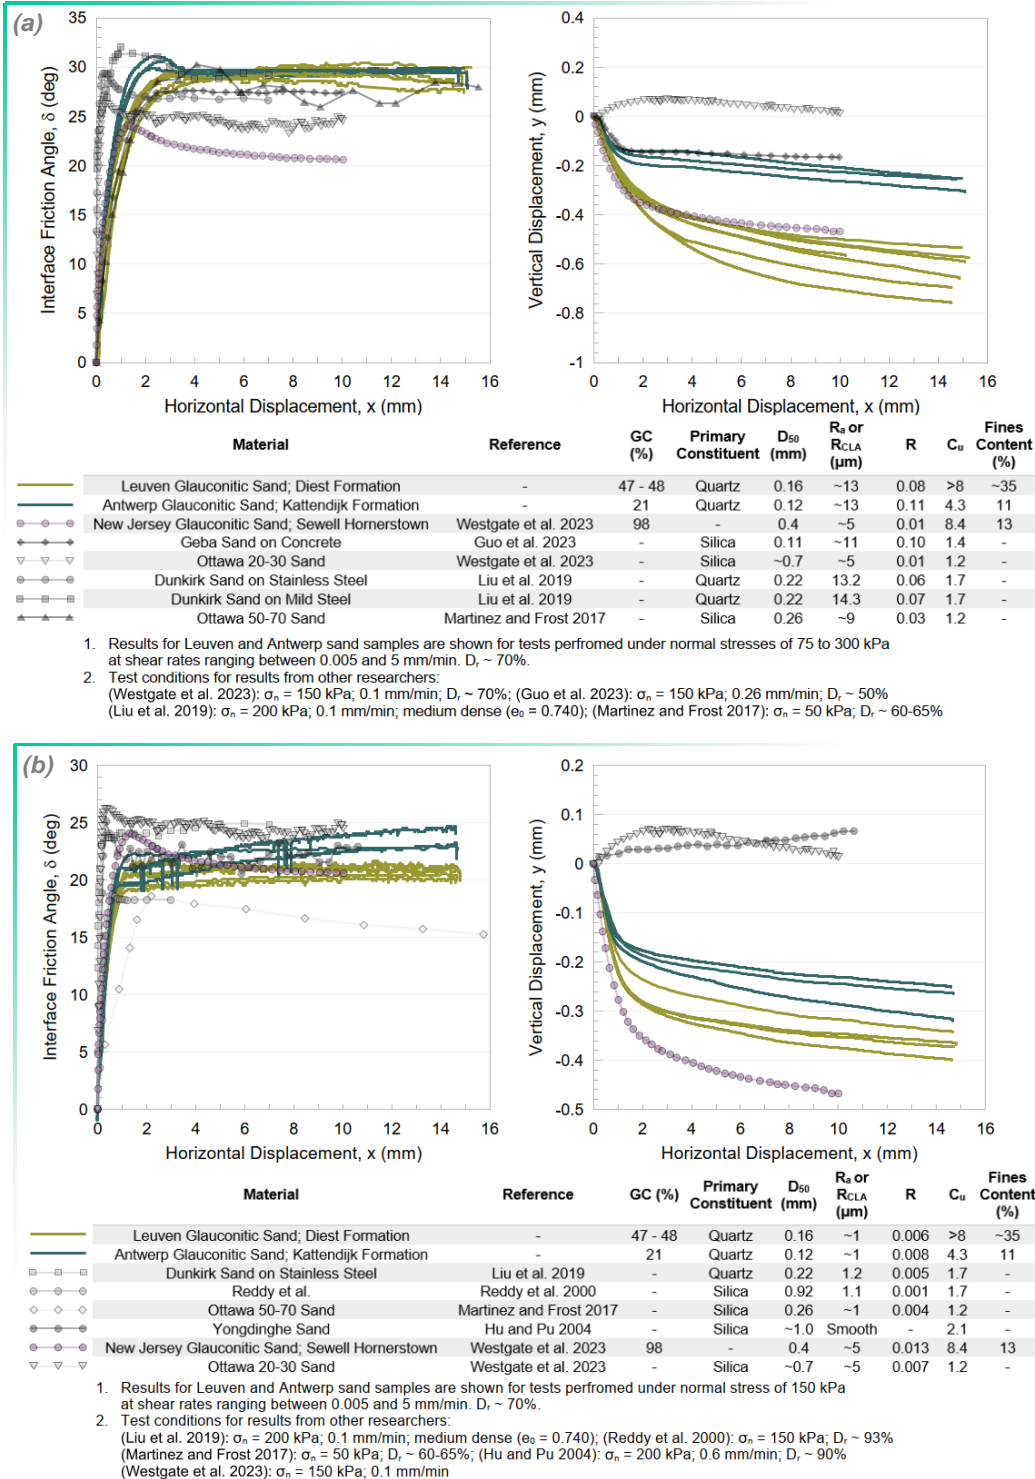 (a)
35
30
25
20
15
10
5
0
Interface Friction Angle, δ (deg)
0 2 4 6 8 10 12 14 16
Horizontal Displacement, x (mm)
0.4
0.2
0
-0.2
-0.4
-0.6
-0.8
-1
Vertical Displacement, y (mm)
0 2 4 6 8 10 12 14 16
Horizontal Displacement, x (mm)
Material Reference GC (%) Primary Constituent D₅₀ (mm) Rₐ or R_CLA (µm) R Cᵤ Fines Content (%)
Leuven Glauconitic Sand; Diest Formation - 47 - 48 Quartz 0.16 ~13 0.08 >8 ~35
Antwerp Glauconitic Sand; Kattendijk Formation - 21 Quartz 0.12 ~13 0.11 4.3 11
New Jersey Glauconitic Sand; Sewell Hornerstown Westgate et al. 2023 98 - 0.4 ~5 0.01 8.4 13
Geba Sand on Concrete Guo et al. 2023 - Silica 0.11 ~11 0.10 1.4 -
Ottawa 20-30 Sand Westgate et al. 2023 - Silica ~0.7 ~5 0.01 1.2 -
Dunkirk Sand on Stainless Steel Liu et al. 2019 - Quartz 0.22 13.2 0.06 1.7 -
Dunkirk Sand on Mild Steel Liu et al. 2019 - Quartz 0.22 14.3 0.07 1.7 -
Ottawa 50-70 Sand Martinez and Frost 2017 - Silica 0.26 ~9 0.03 1.2 -
1. Results for Leuven and Antwerp sand samples are shown for tests perfromed under normal stresses of 75 to 300 kPa
at shear rates ranging between 0.005 and 5 mm/min. Dᵣ ~ 70%.
2. Test conditions for results from other researchers:
(Westgate et al. 2023): σₙ = 150 kPa; 0.1 mm/min; Dᵣ ~ 70%; (Guo et al. 2023): σₙ = 150 kPa; 0.26 mm/min; Dᵣ ~ 50%
(Liu et al. 2019): σₙ = 200 kPa; 0.1 mm/min; medium dense (e₀ = 0.740); (Martinez and Frost 2017): σₙ = 50 kPa; Dᵣ ~ 60-65%
(b)
30
25
20
15
10
5
0
Interface Friction Angle, δ (deg)
0 2 4 6 8 10 12 14 16
Horizontal Displacement, x (mm)
0.2
0.1
0
-0.1
-0.2
-0.3
-0.4
-0.5
Vertical Displacement, y (mm)
0 2 4 6 8 10 12 14 16
Horizontal Displacement, x (mm)
Material Reference GC (%) Primary Constituent D₅₀ (mm) Rₐ or R_CLA (µm) R Cᵤ Fines Content (%)
Leuven Glauconitic Sand; Diest Formation - 47 - 48 Quartz 0.16 ~1 0.006 >8 ~35
Antwerp Glauconitic Sand; Kattendijk Formation - 21 Quartz 0.12 ~1 0.008 4.3 11
Dunkirk Sand on Stainless Steel Liu et al. 2019 - Quartz 0.22 1.2 0.005 1.7 -
Reddy et al. Reddy et al. 2000 - Silica 0.92 1.1 0.001 1.7 -
Ottawa 50-70 Sand Martinez and Frost 2017 - Silica 0.26 ~1 0.004 1.2 -
Yongdinghe Sand Hu and Pu 2004 - Silica ~1.0 Smooth - 2.1 -
New Jersey Glauconitic Sand; Sewell Hornerstown Westgate et al. 2023 98 - 0.4 ~5 0.013 8.4 13
Ottawa 20-30 Sand Westgate et al. 2023 - Silica ~0.7 ~5 0.007 1.2 -
1. Results for Leuven and Antwerp sand samples are shown for tests perfromed under normal stress of 150 kPa
at shear rates ranging between 0.005 and 5 mm/min. Dᵣ ~ 70%.
2. Test conditions for results from other researchers:
(Liu et al. 2019): σₙ = 200 kPa; 0.1 mm/min; medium dense (e₀ = 0.740); (Reddy et al. 2000): σₙ = 150 kPa; Dᵣ ~ 93%
(Martinez and Frost 2017): σₙ = 50 kPa; Dᵣ ~ 60-65%; (Hu and Pu 2004): σₙ = 200 kPa; 0.6 mm/min; Dᵣ ~ 90%
(Westgate et al. 2023): σₙ = 150 kPa; 0.1 mm/min